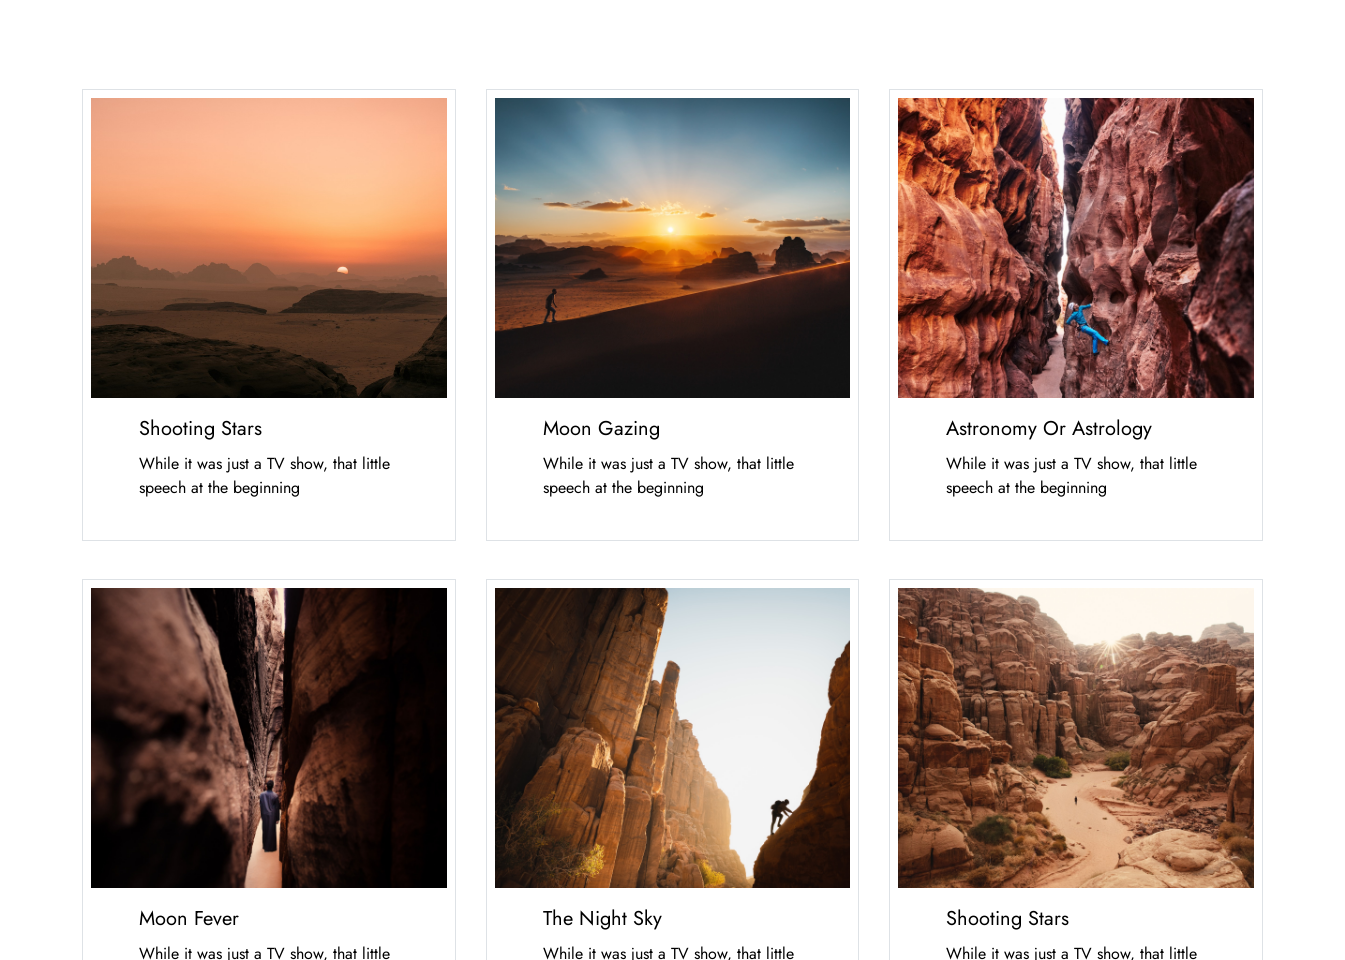 Shooting Stars
While it was just a TV show, that little
speech at the beginning
Moon Gazing
While it was just a TV show, that little
speech at the beginning
Astronomy Or Astrology
While it was just a TV show, that little
speech at the beginning
Moon Fever
While it was just a TV show, that little
The Night Sky
While it was just a TV show, that little
Shooting Stars
While it was just a TV show, that little